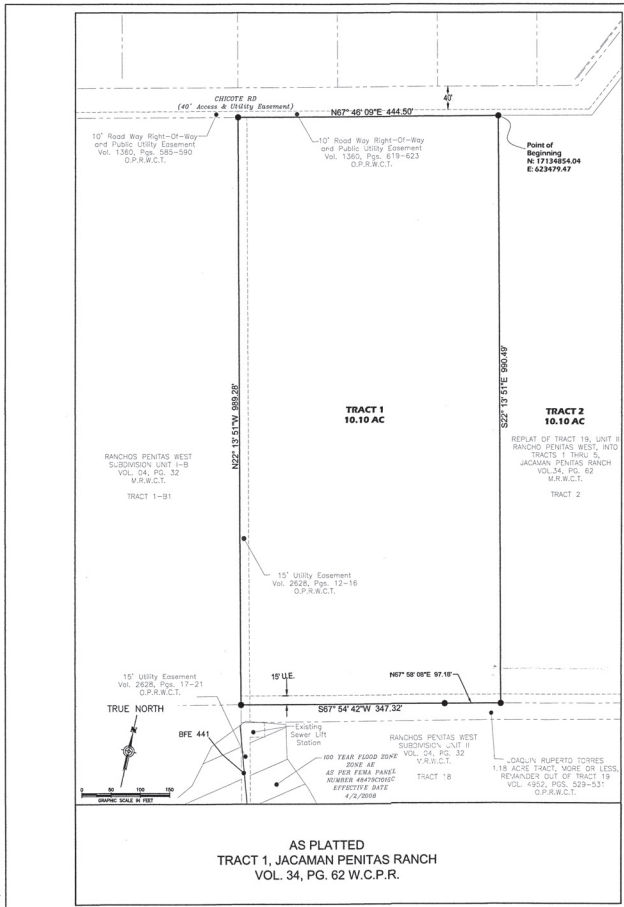 CHICOTE RD
(40' Access & Utility Easement)
40'
N67° 46' 09"E 444.50'
10' Road Way Right-Of-Way
and Public Utility Easement
Vol. 1360, Pgs. 585-590
O.P.R.W.C.T.
10' Road Way Right-Of-Way
and Public Utility Easement
Vol. 1360, Pgs. 619-623
O.P.R.W.C.T.
Point of
Beginning
N: 17134854.04
E: 623479.47
N22° 13' 51"W 989.28'
S22° 13' 51"E 990.49'
TRACT 1
10.10 AC
TRACT 2
10.10 AC
REPLAT OF TRACT 19, UNIT II
RANCHO PENITAS WEST, INTO
TRACTS 1 THRU 5,
JACAMAN PENITAS RANCH
VOL.34, PG. 62
M.R.W.C.T.
TRACT 2
RANCHOS PENITAS WEST
SUBDIVISION UNIT I-B
VOL. 04, PG. 32
M.R.W.C.T.
TRACT 1-B1
15' Utility Easement
Vol. 2628, Pgs. 12-16
O.P.R.W.C.T.
15' U.E.
N67° 58' 08"E 97.18'
15' Utility Easement
Vol. 2628, Pgs. 17-21
O.P.R.W.C.T.
S67° 54' 42"W 347.32'
TRUE NORTH
N
BFE 441
Existing
Sewer Lift
Station
RANCHOS PENITAS WEST
SUBDIVISION UNIT II
VOL. 04, PG. 32
M.R.W.C.T.
TRACT 18
JOAQUIN RUPERTO TORRES
1.18 ACRE TRACT, MORE OR LESS,
REMAINDER OUT OF TRACT 19
VOL. 4952, PGS. 529-531
O.P.R.W.C.T.
100 YEAR FLOOD ZONE
ZONE AE
AS PER FEMA PANEL
NUMBER 48479C1015C
EFFECTIVE DATE
4/2/2008
0 50 100 150
GRAPHIC SCALE IN FEET
AS PLATTED
TRACT 1, JACAMAN PENITAS RANCH
VOL. 34, PG. 62 W.C.P.R.